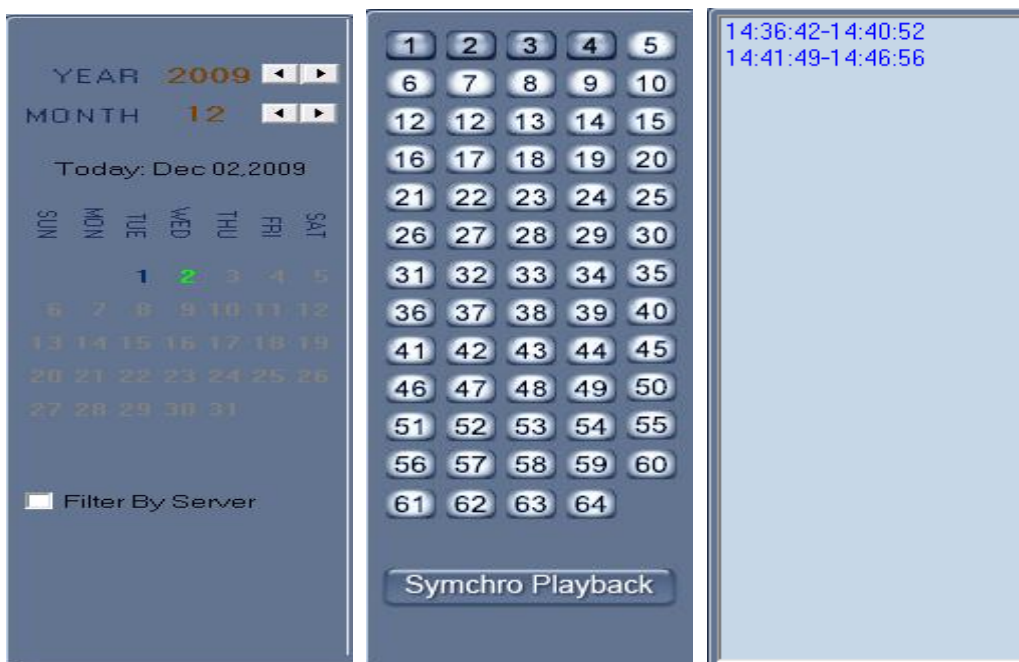 YEAR 2009
MONTH 12
Today: Dec 02,2009
SUN MON TUE WED THU FRI SAT
1 2 3 4 5
6 7 8 9 10 11 12
13 14 15 16 17 18 19
20 21 22 23 24 25 26
27 28 29 30 31
Filter By Server
1 2 3 4 5
6 7 8 9 10
12 12 13 14 15
16 17 18 19 20
21 22 23 24 25
26 27 28 29 30
31 32 33 34 35
36 37 38 39 40
41 42 43 44 45
46 47 48 49 50
51 52 53 54 55
56 57 58 59 60
61 62 63 64
Symchro Playback
14:36:42-14:40:52
14:41:49-14:46:56